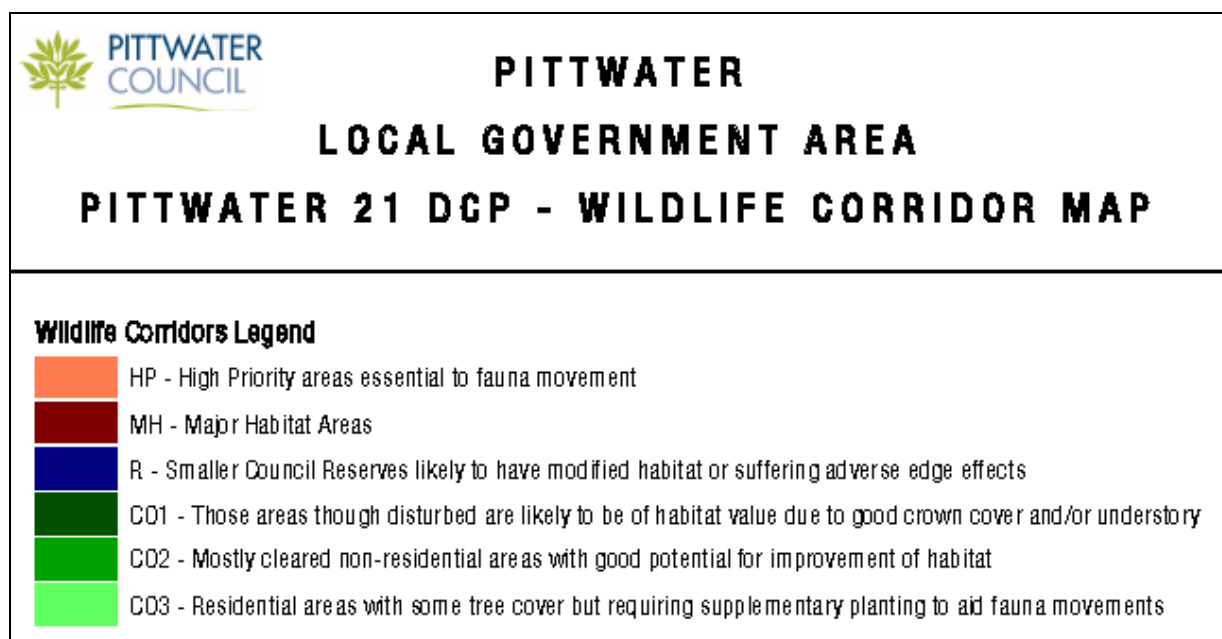 PITTWATER
COUNCIL
PITTWATER
LOCAL GOVERNMENT AREA
PITTWATER 21 DCP - WILDLIFE CORRIDOR MAP
Wildlife Corridors Legend
HP - High Priority areas essential to fauna movement
MH - Major Habitat Areas
R - Smaller Council Reserves likely to have modified habitat or suffering adverse edge effects
CO1 - Those areas though disturbed are likely to be of habitat value due to good crown cover and/or understory
CO2 - Mostly cleared non-residential areas with good potential for improvement of habitat
CO3 - Residential areas with some tree cover but requiring supplementary planting to aid fauna movements